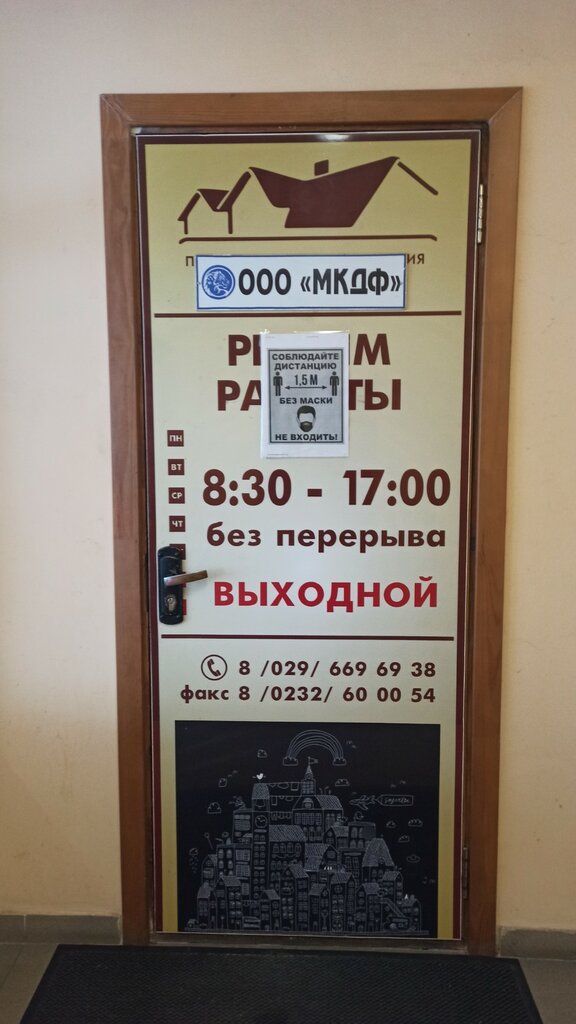 ООО «МКДФ»
СОБЛЮДАЙТЕ
ДИСТАНЦИЮ
1,5 М
БЕЗ МАСКИ
НЕ ВХОДИТЬ!
ПН
ВТ
СР
ЧТ
8:30 - 17:00
без перерыва
ВЫХОДНОЙ
8 /029/ 669 69 38
факс 8 /0232/ 60 00 54